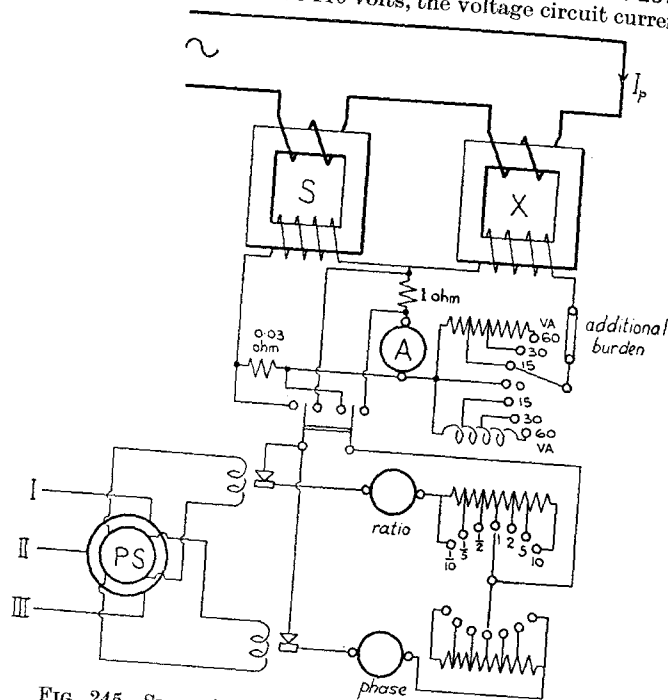 volts, the voltage circuit curren
∿
I_p
S
X
1 ohm
0·03
ohm
A
VA
60
30
15
0
15
30
60
VA
additional
burden
I
II
III
PS
ratio
1/10
1/5
1/2
1
2
5
10
phase
FIG. 245.